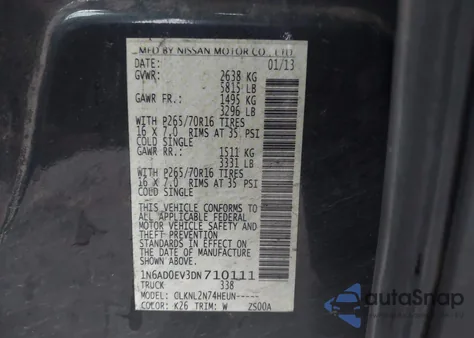 MFD BY NISSAN MOTOR CO., LTD.
DATE: 01/13
GVWR: 2638 KG
5815 LB
GAWR FR.: 1495 KG
3296 LB
WITH P265/70R16 TIRES
16 X 7.0 RIMS AT 35 PSI
COLD SINGLE
GAWR RR.: 1511 KG
3331 LB
WITH P265/70R16 TIRES
16 X 7.0 RIMS AT 35 PSI
COLD SINGLE
THIS VEHICLE CONFORMS TO
ALL APPLICABLE FEDERAL
MOTOR VEHICLE SAFETY
AND THEFT PREVENTION
STANDARDS IN EFFECT ON
THE DATE OF MANUFACTURE
SHOWN ABOVE
1N6AD0EV3DN710111
TRUCK 338
MODEL: CLKNL2N74HEUN-----
COLOR: K26 TRIM: W ZS00A
autoSnap